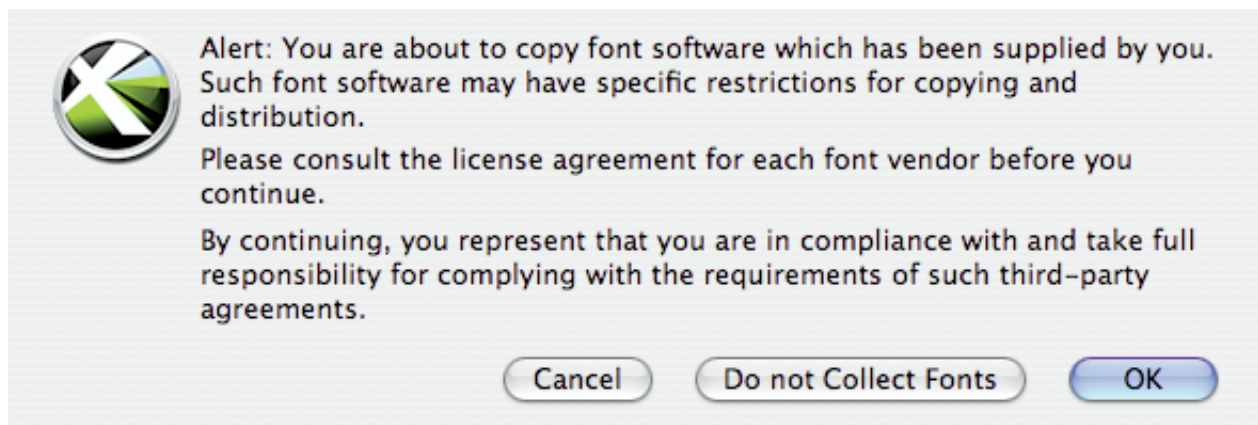 Alert: You are about to copy font software which has been supplied by you.
Such font software may have specific restrictions for copying and
distribution.
Please consult the license agreement for each font vendor before you
continue.
By continuing, you represent that you are in compliance with and take full
responsibility for complying with the requirements of such third-party
agreements.
Cancel
Do not Collect Fonts
OK